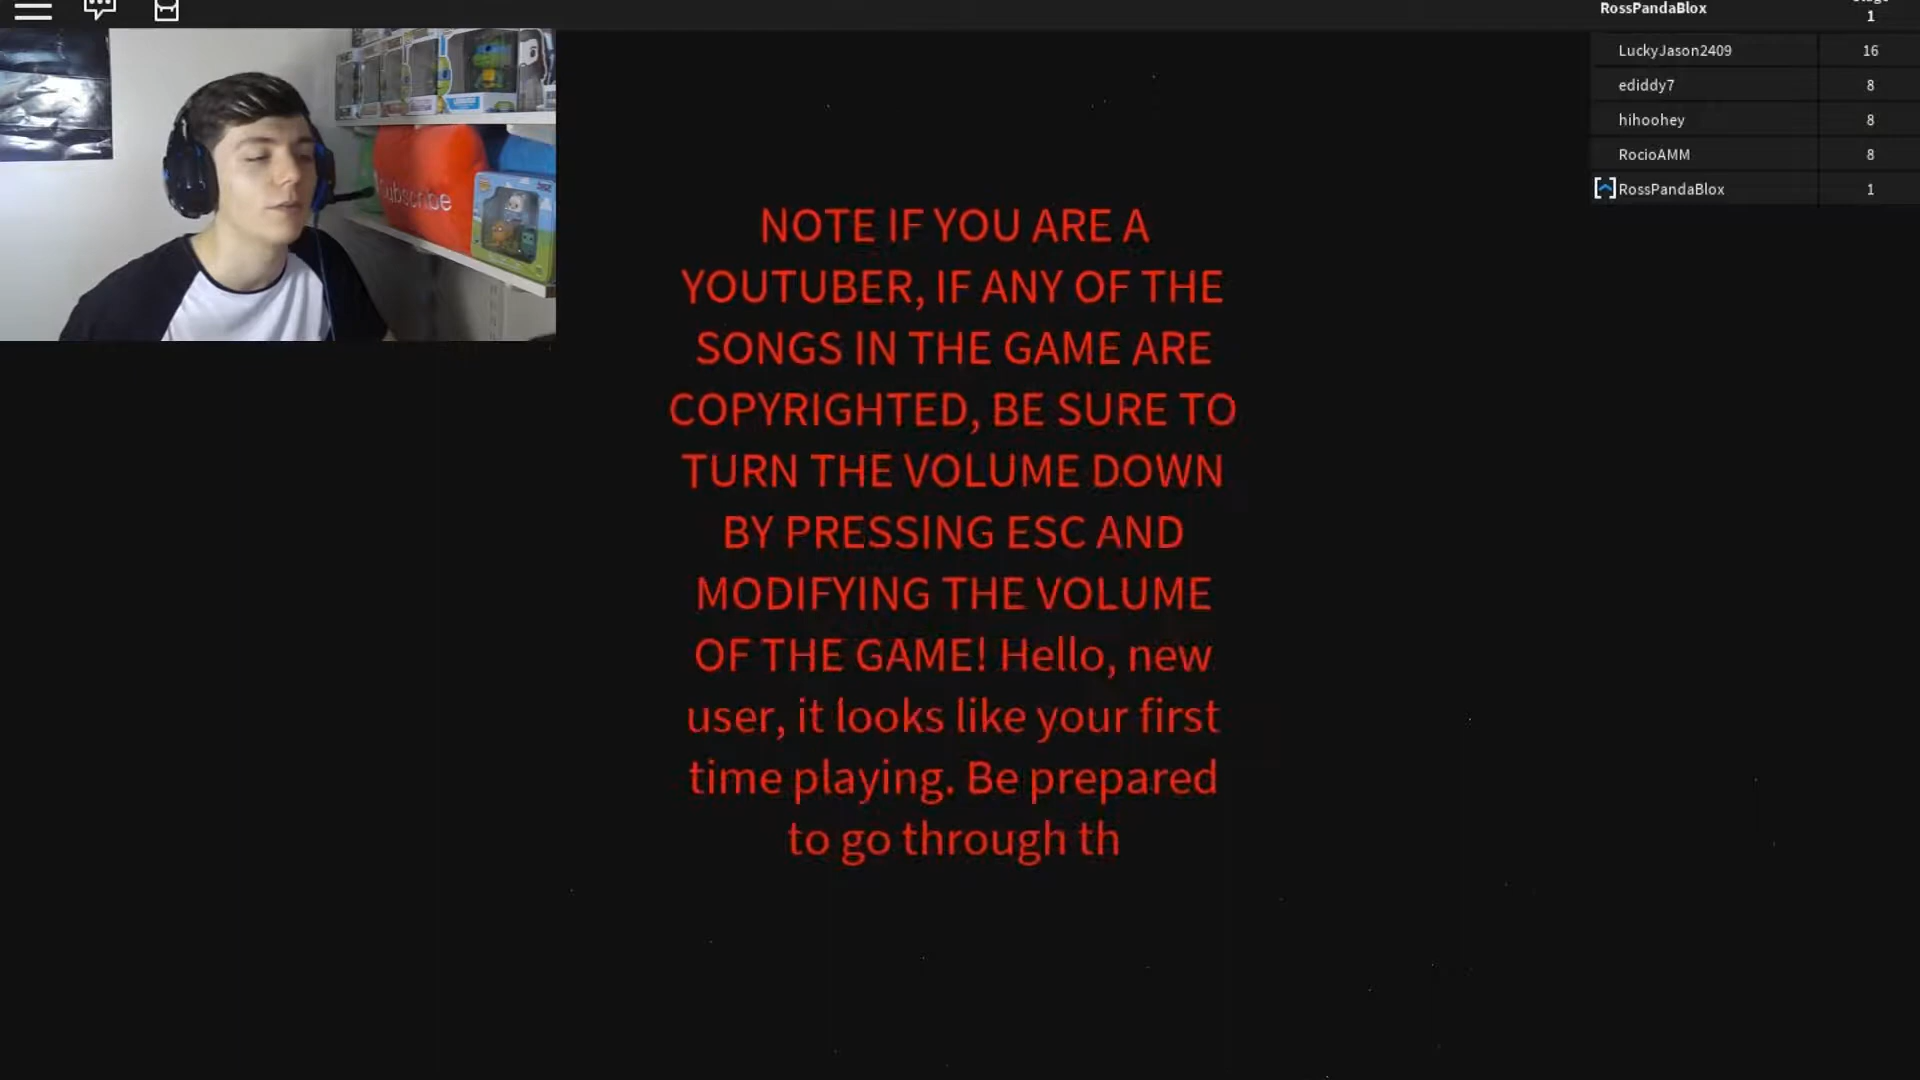 RossPandaBlox
1
LuckyJason2409 16
ediddy7 8
hihoohey 8
RocioAMM 8
RossPandaBlox 1
Subscribe
NOTE IF YOU ARE A
YOUTUBER, IF ANY OF THE
SONGS IN THE GAME ARE
COPYRIGHTED, BE SURE TO
TURN THE VOLUME DOWN
BY PRESSING ESC AND
MODIFYING THE VOLUME
OF THE GAME! Hello, new
user, it looks like your first
time playing. Be prepared
to go through th